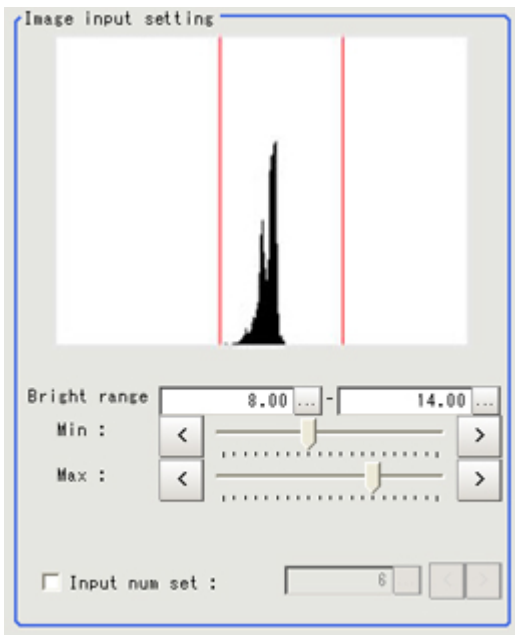 Image input setting
Bright range 8.00 ... - 14.00 ...
Min : < >
Max : < >
Input num set : 6 ... < >